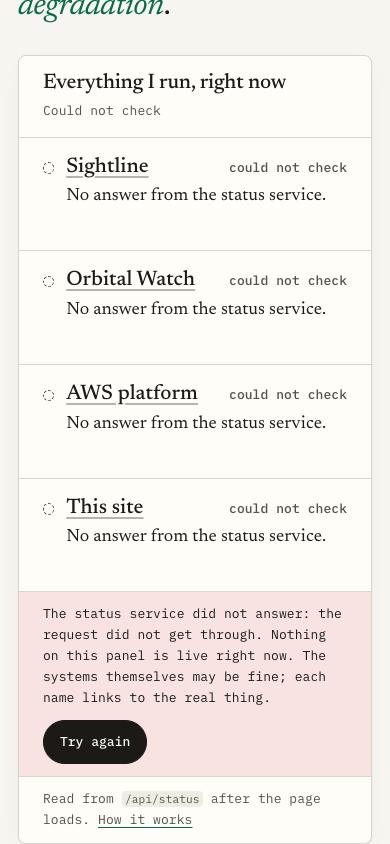 degradation.
Everything I run, right now
Could not check
Sightline could not check
No answer from the status service.
Orbital Watch could not check
No answer from the status service.
AWS platform could not check
No answer from the status service.
This site could not check
No answer from the status service.
The status service did not answer: the
request did not get through. Nothing
on this panel is live right now. The
systems themselves may be fine; each
name links to the real thing.
Try again
Read from /api/status after the page
loads. How it works